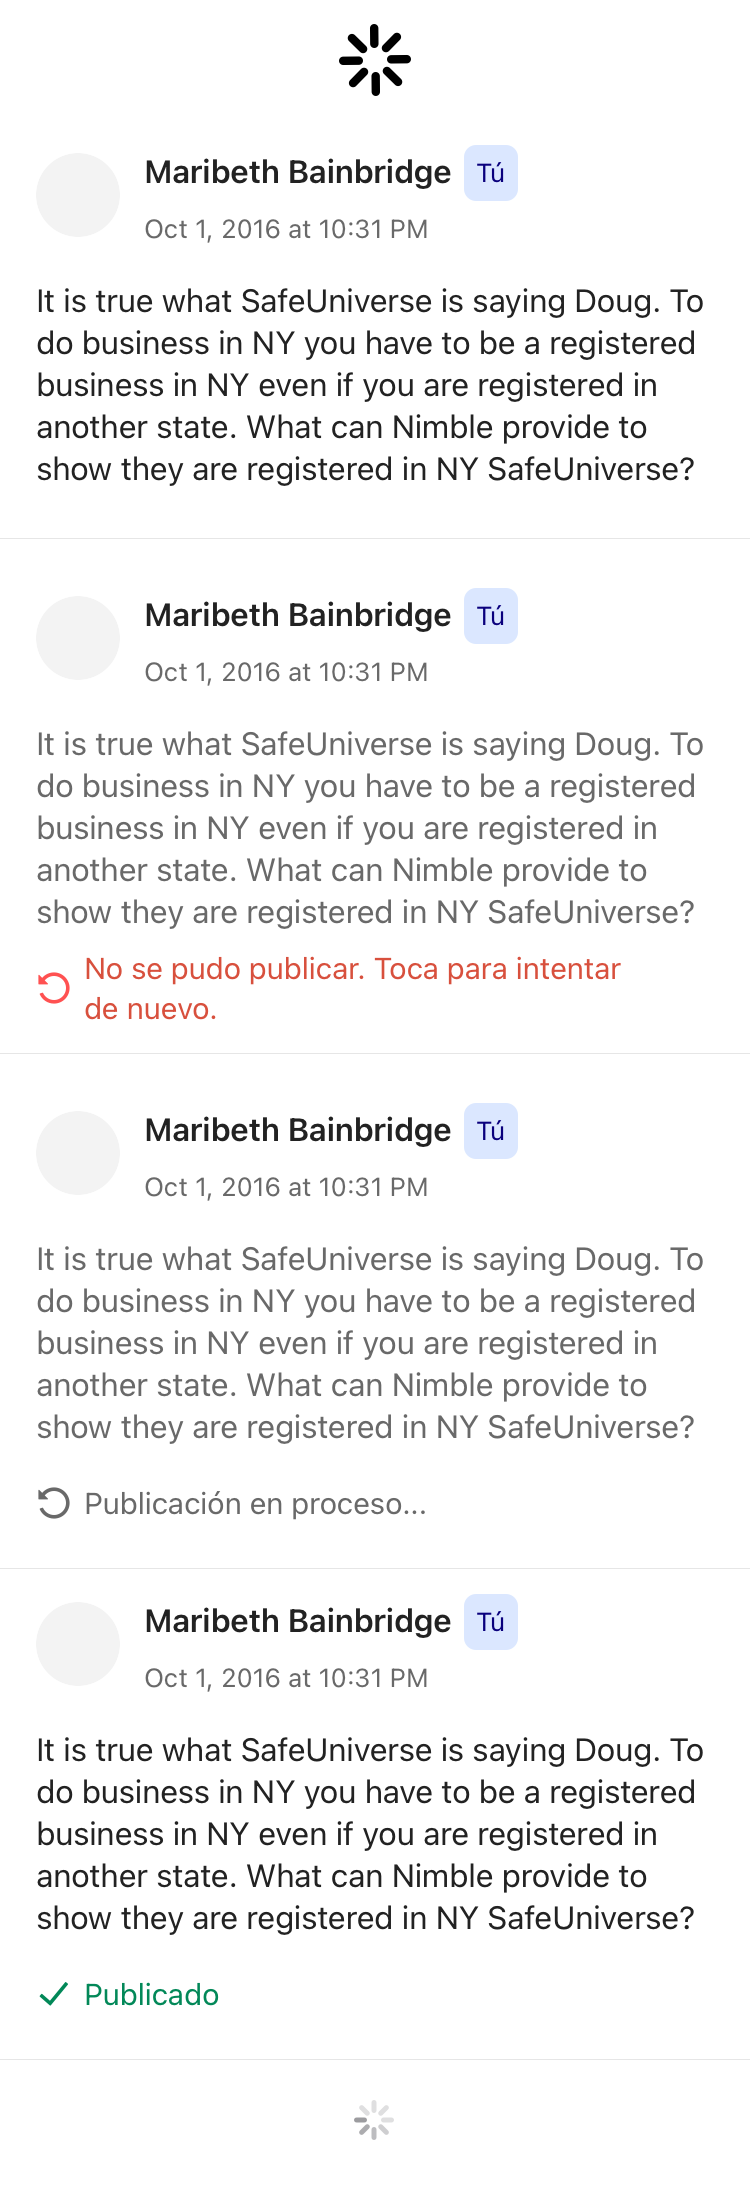 Maribeth Bainbridge Tú
Oct 1, 2016 at 10:31 PM
It is true what SafeUniverse is saying Doug. To
do business in NY you have to be a registered
business in NY even if you are registered in
another state. What can Nimble provide to
show they are registered in NY SafeUniverse?
Maribeth Bainbridge Tú
Oct 1, 2016 at 10:31 PM
It is true what SafeUniverse is saying Doug. To
do business in NY you have to be a registered
business in NY even if you are registered in
another state. What can Nimble provide to
show they are registered in NY SafeUniverse?
No se pudo publicar. Toca para intentar
de nuevo.
Maribeth Bainbridge Tú
Oct 1, 2016 at 10:31 PM
It is true what SafeUniverse is saying Doug. To
do business in NY you have to be a registered
business in NY even if you are registered in
another state. What can Nimble provide to
show they are registered in NY SafeUniverse?
Publicación en proceso...
Maribeth Bainbridge Tú
Oct 1, 2016 at 10:31 PM
It is true what SafeUniverse is saying Doug. To
do business in NY you have to be a registered
business in NY even if you are registered in
another state. What can Nimble provide to
show they are registered in NY SafeUniverse?
Publicado